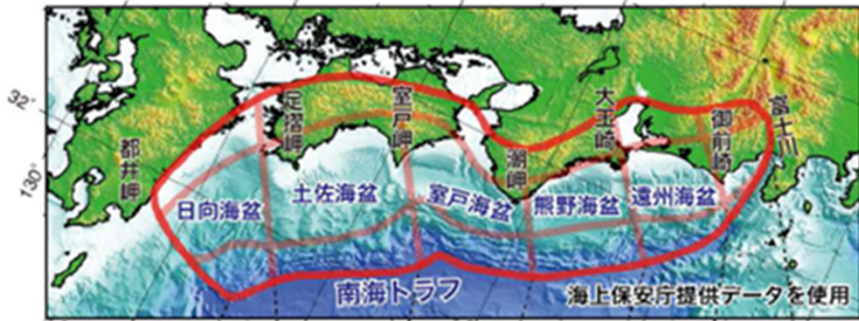 32°
130°
都井岬
足摺岬
室戸岬
潮岬
大王崎
御前崎
富士川
日向海盆
土佐海盆
室戸海盆
熊野海盆
遠州海盆
南海トラフ
海上保安庁提供データを使用